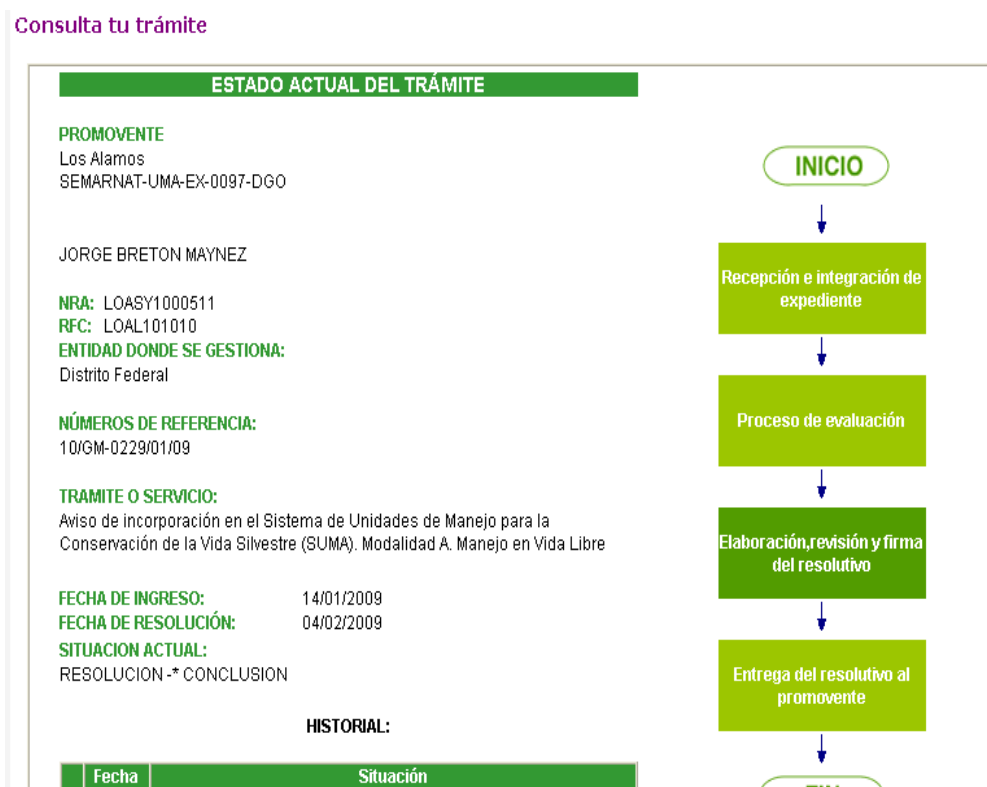 Consulta tu trámite
ESTADO ACTUAL DEL TRÁMITE
PROMOVENTE
Los Alamos
SEMARNAT-UMA-EX-0097-DGO
JORGE BRETON MAYNEZ
NRA: LOASY1000511
RFC: LOAL101010
ENTIDAD DONDE SE GESTIONA:
Distrito Federal
NÚMEROS DE REFERENCIA:
10/GM-0229/01/09
TRAMITE O SERVICIO:
Aviso de incorporación en el Sistema de Unidades de Manejo para la
Conservación de la Vida Silvestre (SUMA). Modalidad A. Manejo en Vida Libre
FECHA DE INGRESO: 14/01/2009
FECHA DE RESOLUCIÓN: 04/02/2009
SITUACION ACTUAL:
RESOLUCION -* CONCLUSION
HISTORIAL:
Fecha Situación
INICIO
Recepción e integración de
expediente
Proceso de evaluación
Elaboración,revisión y firma
del resolutivo
Entrega del resolutivo al
promovente